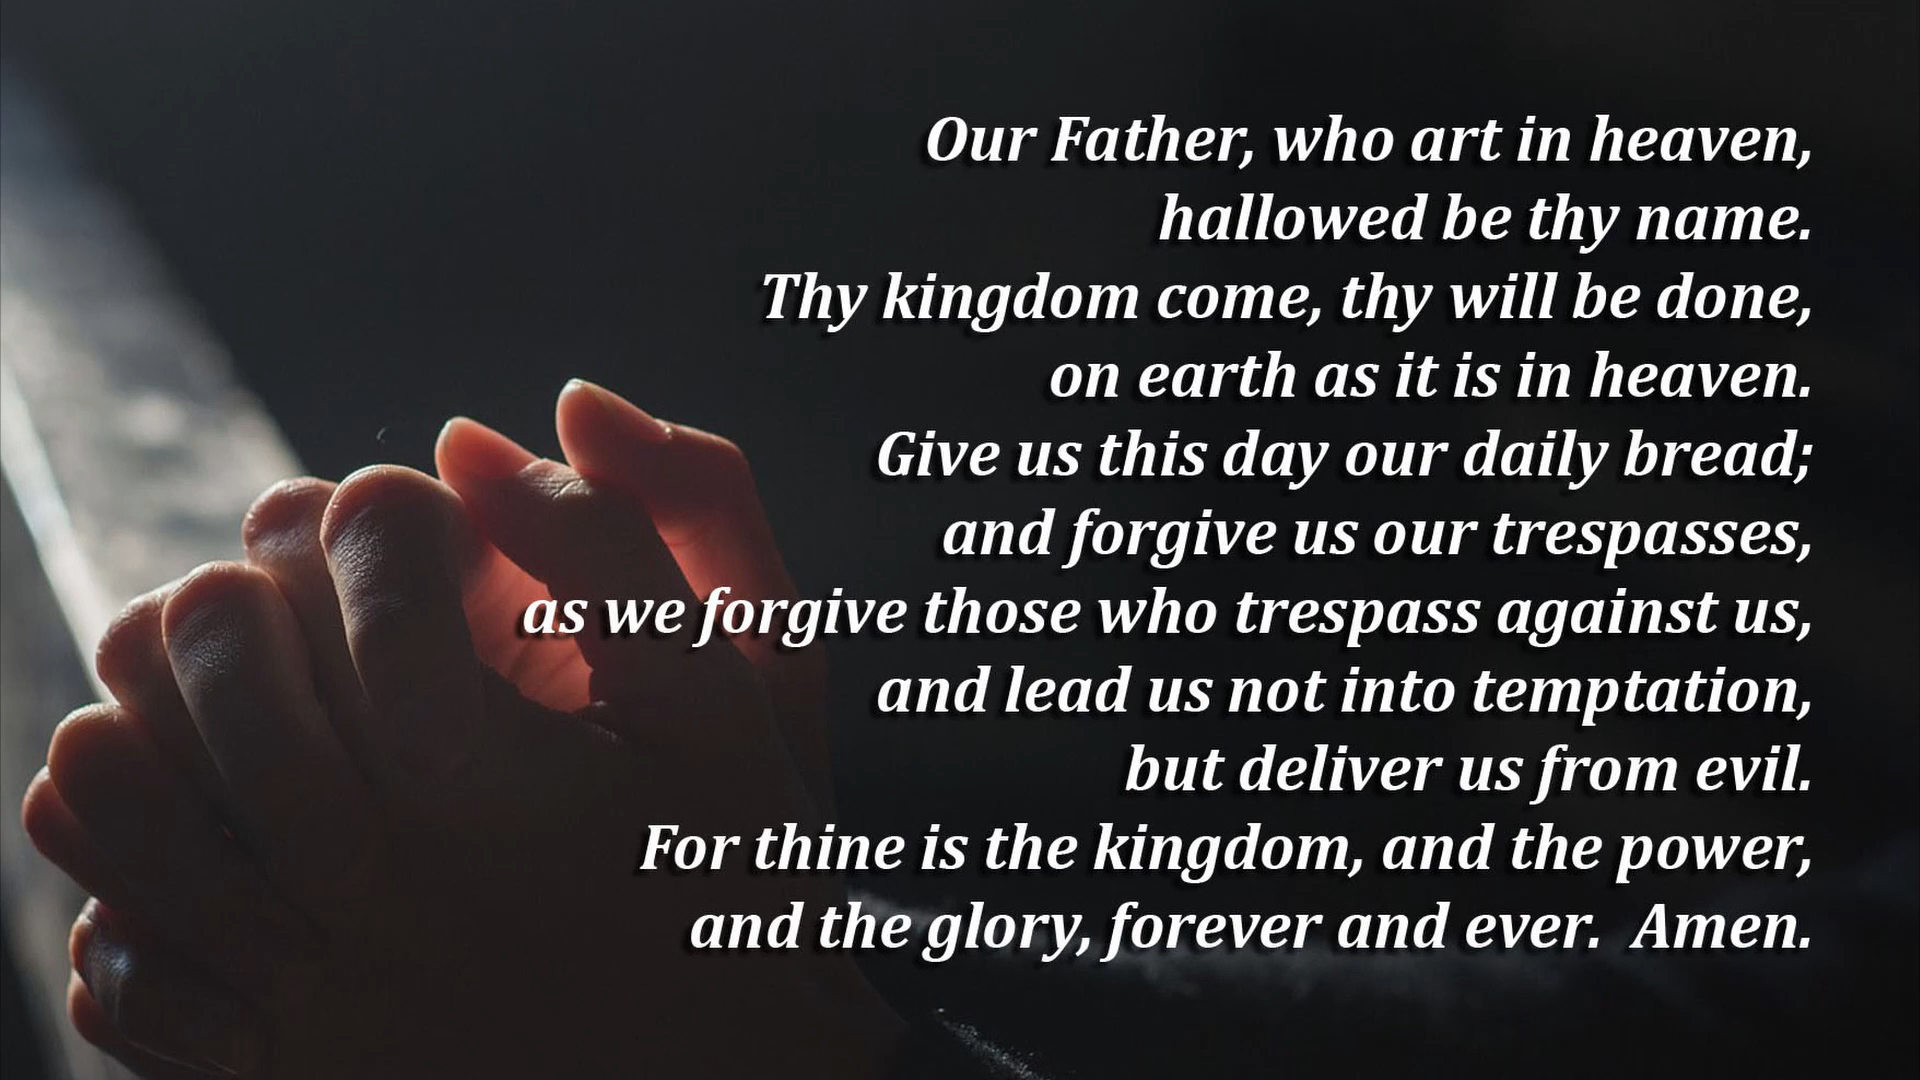 Our Father, who art in heaven,
hallowed be thy name.
Thy kingdom come, thy will be done,
on earth as it is in heaven.
Give us this day our daily bread;
and forgive us our trespasses,
as we forgive those who trespass against us,
and lead us not into temptation,
but deliver us from evil.
For thine is the kingdom, and the power,
and the glory, forever and ever.  Amen.